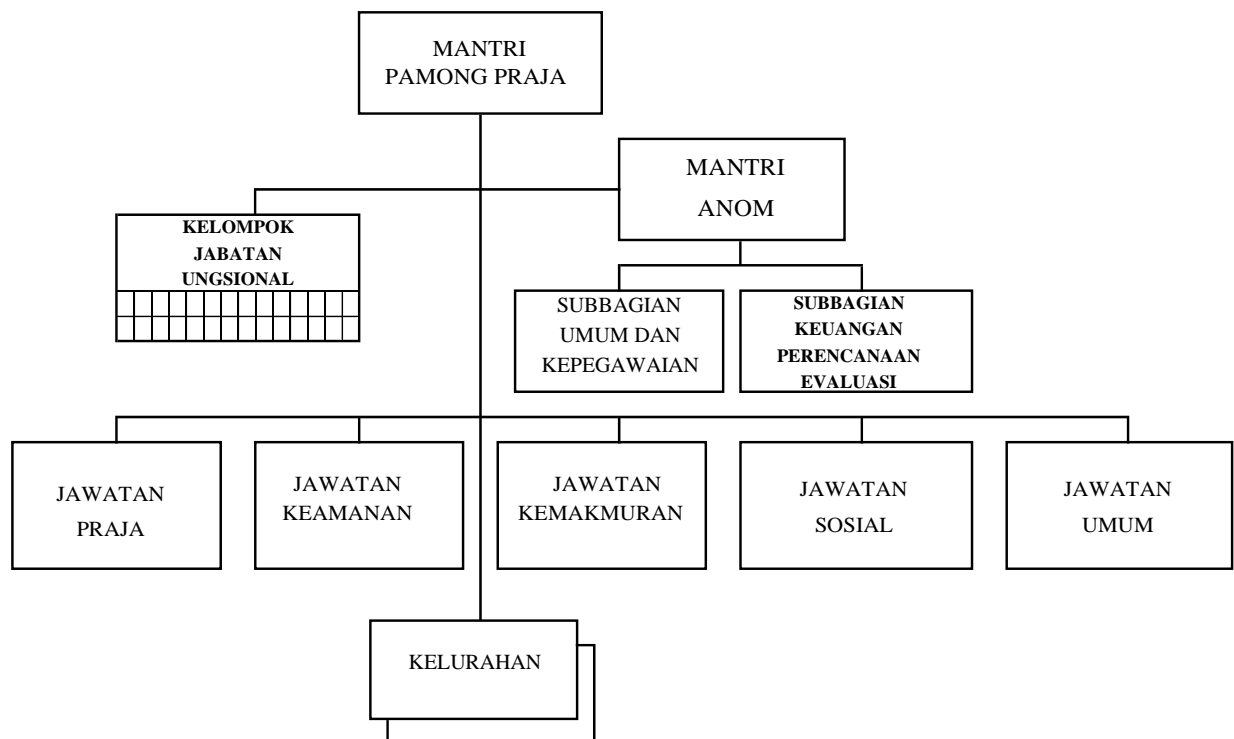 MANTRI
PAMONG PRAJA
MANTRI
ANOM
KELOMPOK
JABATAN
UNGSIONAL
SUBBAGIAN
UMUM DAN
KEPEGAWAIAN
SUBBAGIAN
KEUANGAN
PERENCANAAN
EVALUASI
JAWATAN
PRAJA
JAWATAN
KEAMANAN
JAWATAN
KEMAKMURAN
JAWATAN
SOSIAL
JAWATAN
UMUM
KELURAHAN